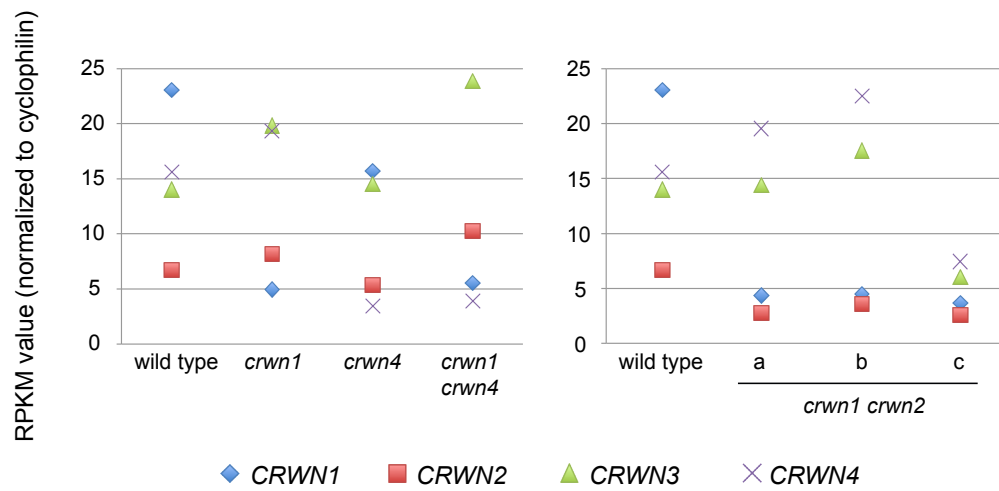 RPKM value (normalized to cyclophilin)
25
20
15
10
5
0
wild type crwn1 crwn4 crwn1
crwn4
25
20
15
10
5
0
wild type a b c
crwn1 crwn2
CRWN1 CRWN2 CRWN3 CRWN4